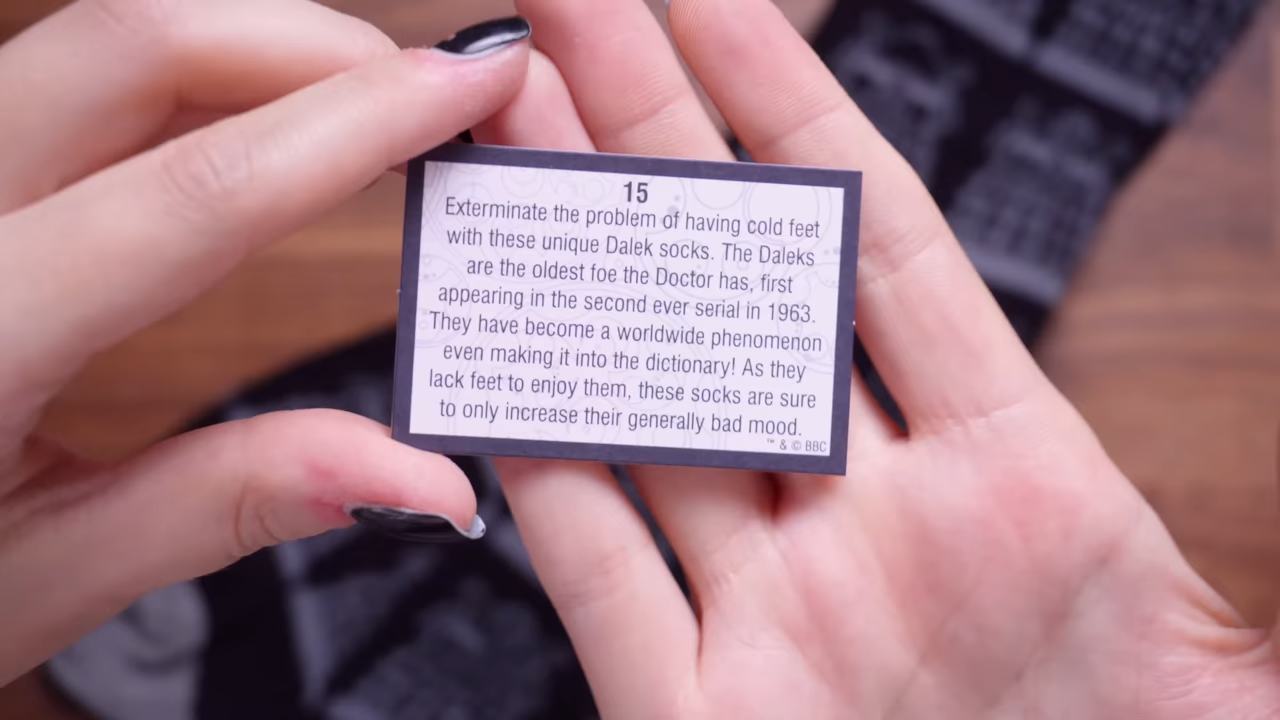 15
Exterminate the problem of having cold feet
with these unique Dalek socks. The Daleks
are the oldest foe the Doctor has, first
appearing in the second ever serial in 1963.
They have become a worldwide phenomenon
even making it into the dictionary! As they
lack feet to enjoy them, these socks are sure
to only increase their generally bad mood.
™ & © BBC